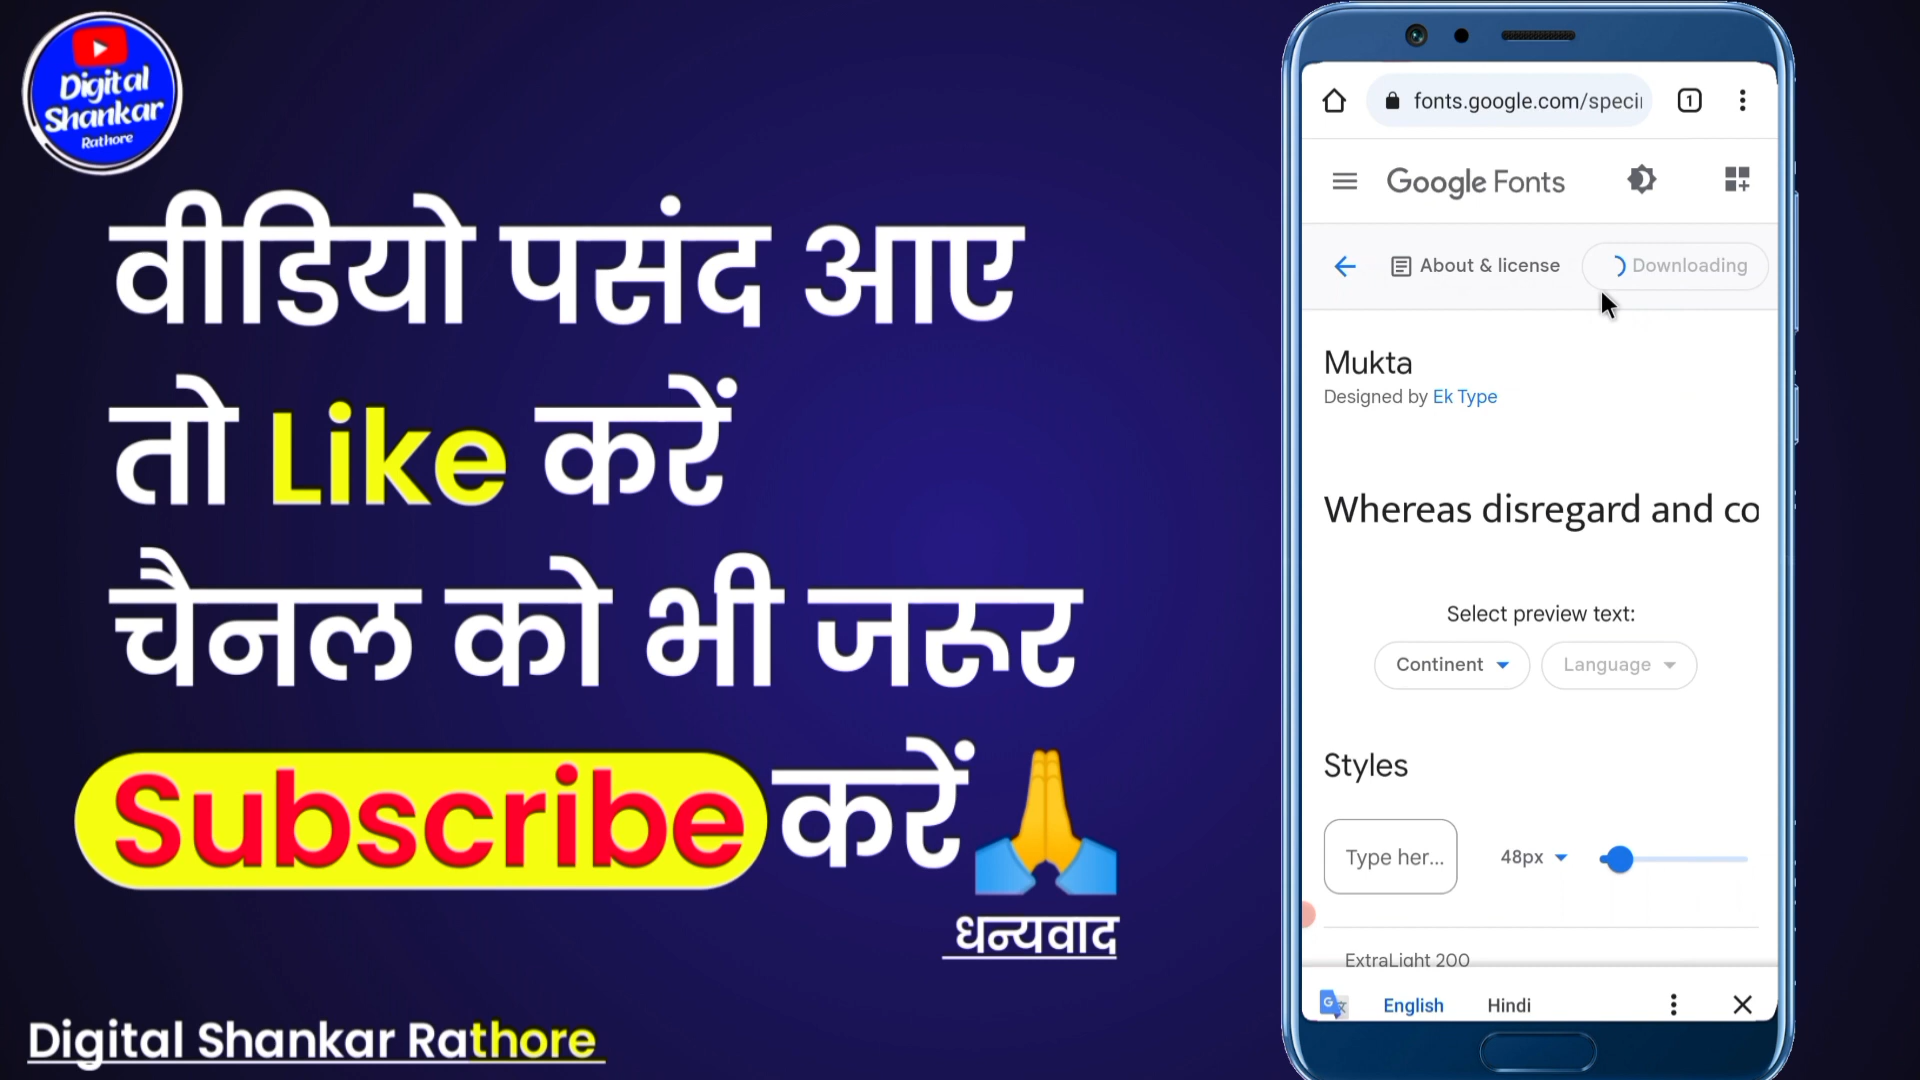 Digital
Shankar
Rathore
वीडियो पसंद आए
तो Like करें
चैनल को भी जरूर
Subscribe करें
धन्यवाद
Digital Shankar Rathore
fonts.google.com/speci
1
Google Fonts
About & license
Downloading
Mukta
Designed by Ek Type
Whereas disregard and co
Select preview text:
Continent
Language
Styles
Type her...
48px
ExtraLight 200
English
Hindi